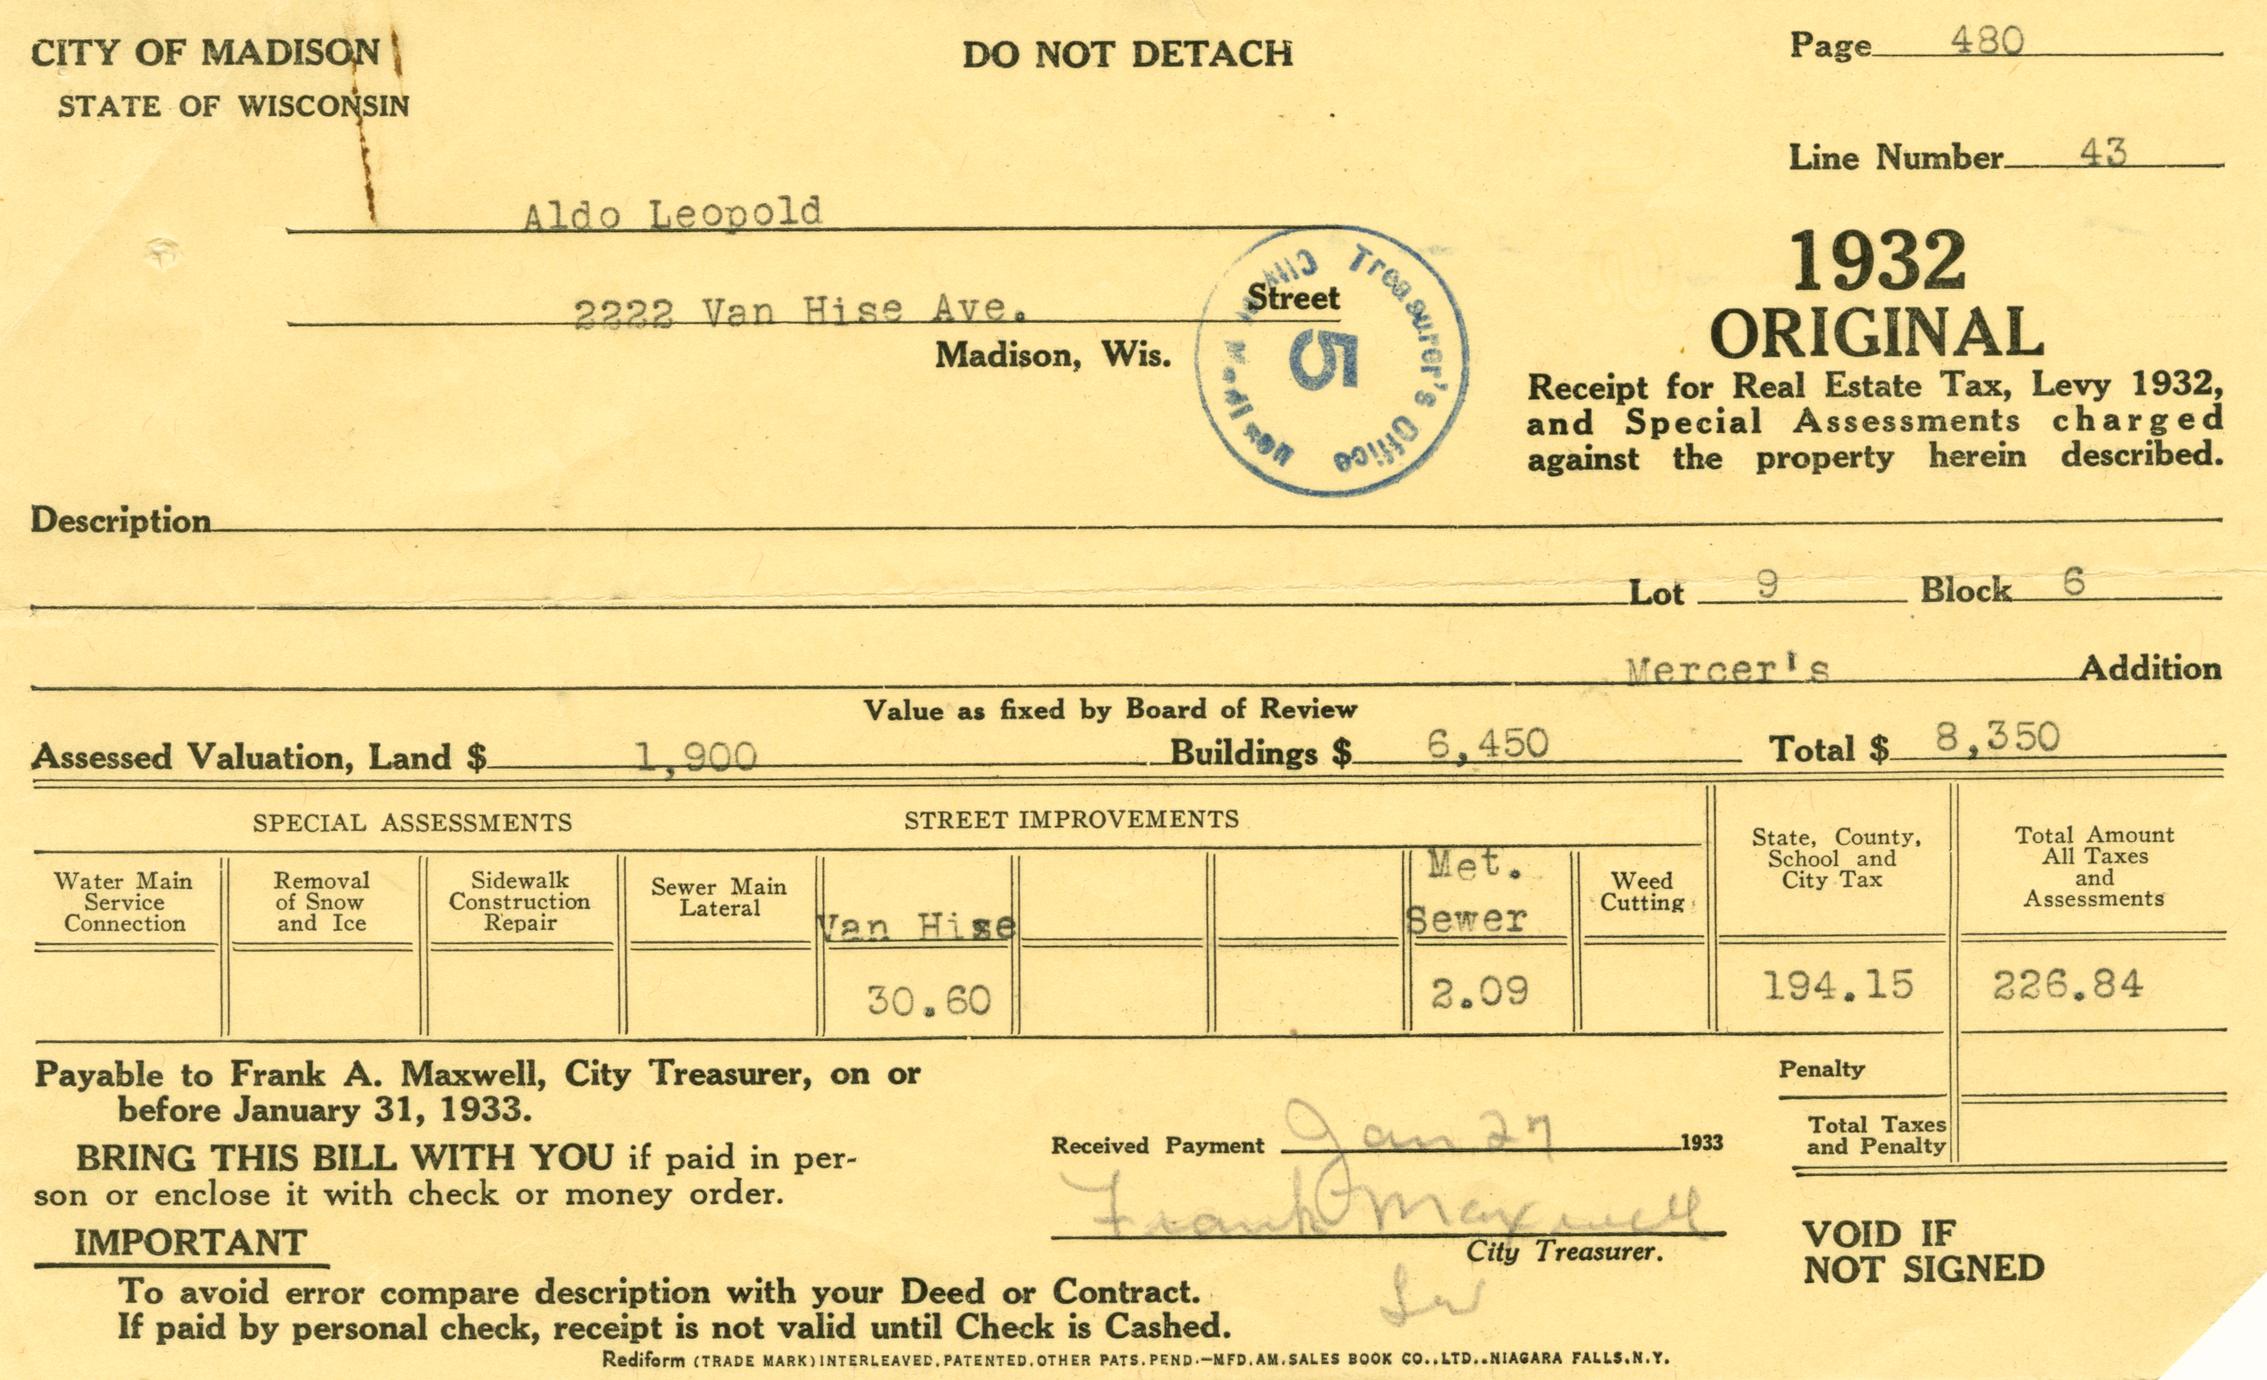 CITY OF MADISON
STATE OF WISCONSIN
DO NOT DETACH
Page 480
Line Number 43
Aldo Leopold
2222 Van Hise Ave. Street
Madison, Wis.
City of Madison Treasurer's Office
5
1932
ORIGINAL
Receipt for Real Estate Tax, Levy 1932,
and Special Assessments charged
against the property herein described.
Description
Lot 9 Block 6
Mercer's Addition
Value as fixed by Board of Review
Assessed Valuation, Land $ 1,900 Buildings $ 6,450 Total $ 8,350
SPECIAL ASSESSMENTS
STREET IMPROVEMENTS
Water Main
Service
Connection
Removal
of Snow
and Ice
Sidewalk
Construction
Repair
Sewer Main
Lateral
Van Hise
Met.
Sewer
Weed
Cutting
State, County,
School and
City Tax
Total Amount
All Taxes
and
Assessments
30.60 2.09 194.15 226.84
Payable to Frank A. Maxwell, City Treasurer, on or
before January 31, 1933.
BRING THIS BILL WITH YOU if paid in per-
son or enclose it with check or money order.
IMPORTANT
To avoid error compare description with your Deed or Contract.
If paid by personal check, receipt is not valid until Check is Cashed.
Received Payment Jan 27 1933
Frank Maxwell
City Treasurer.
Penalty
Total Taxes
and Penalty
VOID IF
NOT SIGNED
Rediform (TRADE MARK) INTERLEAVED. PATENTED. OTHER PATS. PEND.—MFD. AM. SALES BOOK CO., LTD., NIAGARA FALLS. N. Y.